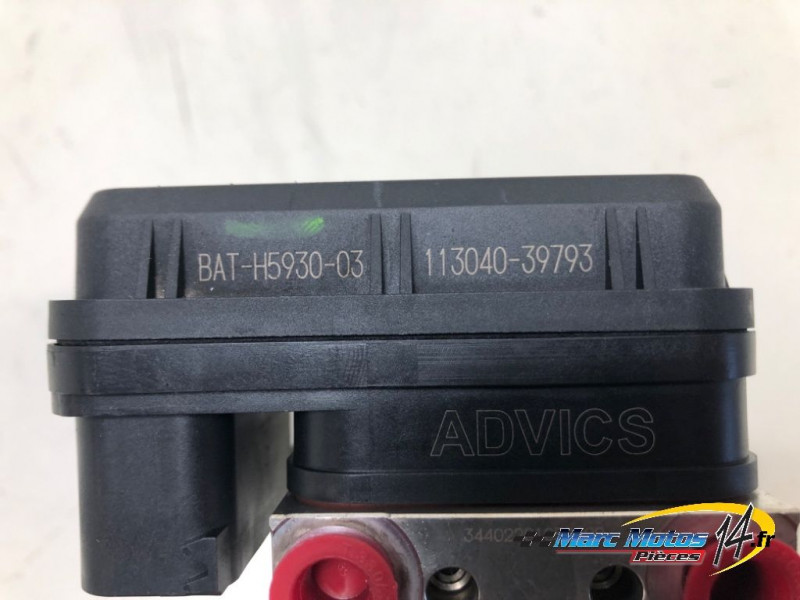 BAT-H5930-03 113040-39793
ADVICS
Marc Motos 14.fr
Pièces